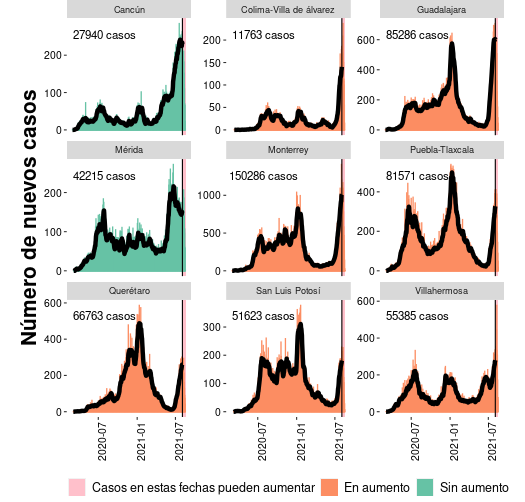 Número de nuevos casos
Cancún
27940 casos
200
100
0
Colima-Villa de álvarez
11763 casos
200
150
100
50
0
Guadalajara
85286 casos
600
400
200
0
Mérida
42215 casos
200
100
0
Monterrey
150286 casos
1000
500
0
Puebla-Tlaxcala
81571 casos
400
200
0
Querétaro
66763 casos
600
400
200
0
San Luis Potosí
51623 casos
300
200
100
0
Villahermosa
55385 casos
600
400
200
0
2020-07
2021-01
2021-07
2020-07
2021-01
2021-07
2020-07
2021-01
2021-07
Casos en estas fechas pueden aumentar
En aumento
Sin aumento